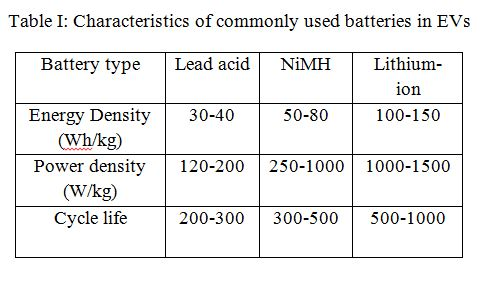 Table I: Characteristics of commonly used batteries in EVs
Battery type Lead acid NiMH Lithium-
ion
Energy Density 30-40 50-80 100-150
(Wh/kg)
Power density 120-200 250-1000 1000-1500
(W/kg)
Cycle life 200-300 300-500 500-1000